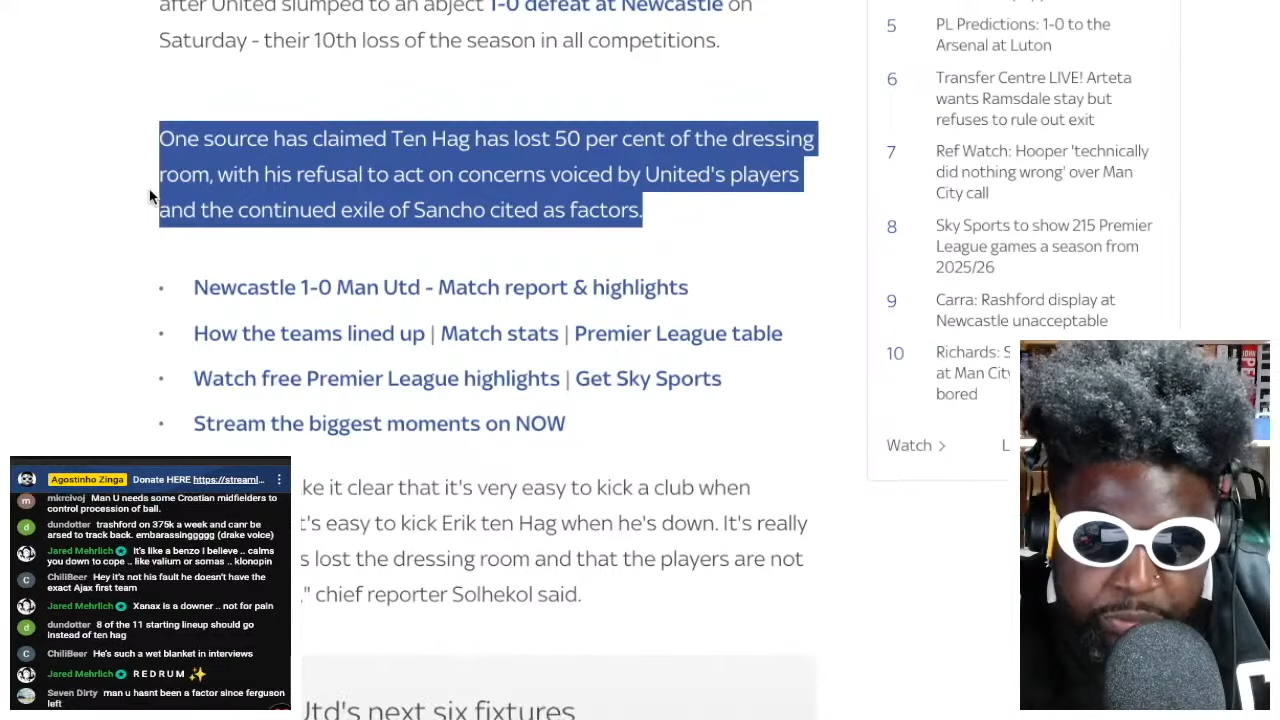 after United slumped to an abject 1-0 defeat at Newcastle on
Saturday - their 10th loss of the season in all competitions.
One source has claimed Ten Hag has lost 50 per cent of the dressing
room, with his refusal to act on concerns voiced by United's players
and the continued exile of Sancho cited as factors.
• Newcastle 1-0 Man Utd - Match report & highlights
• How the teams lined up | Match stats | Premier League table
• Watch free Premier League highlights | Get Sky Sports
• Stream the biggest moments on NOW
ke it clear that it's very easy to kick a club when
t's easy to kick Erik ten Hag when he's down. It's really
s lost the dressing room and that the players are not
," chief reporter Solhekol said.
Utd's next six fixtures
5 PL Predictions: 1-0 to the
Arsenal at Luton
6 Transfer Centre LIVE! Arteta
wants Ramsdale stay but
refuses to rule out exit
7 Ref Watch: Hooper 'technically
did nothing wrong' over Man
City call
8 Sky Sports to show 215 Premier
League games a season from
2025/26
9 Carra: Rashford display at
Newcastle unacceptable
10 Richards: S
at Man City
bored
Watch >
Agostinho Zinga Donate HERE https://streaml...
mkrcivoj Man U needs some Croatian midfielders to
control procession of ball.
dundotter trashford on 375k a week and canr be
arsed to track back. embarassinggggg (drake voice)
Jared Mehrlich It's like a benzo I believe .. calms
you down to cope .. like valium or somas .. klonopin
ChiliBeer Hey it's not his fault he doesn't have the
exact Ajax first team
Jared Mehrlich Xanax is a downer .. not for pain
dundotter 8 of the 11 starting lineup should go
instead of ten hag
ChiliBeer He's such a wet blanket in interviews
Jared Mehrlich R E D R U M ✨
Seven Dirty man u hasnt been a factor since ferguson
left